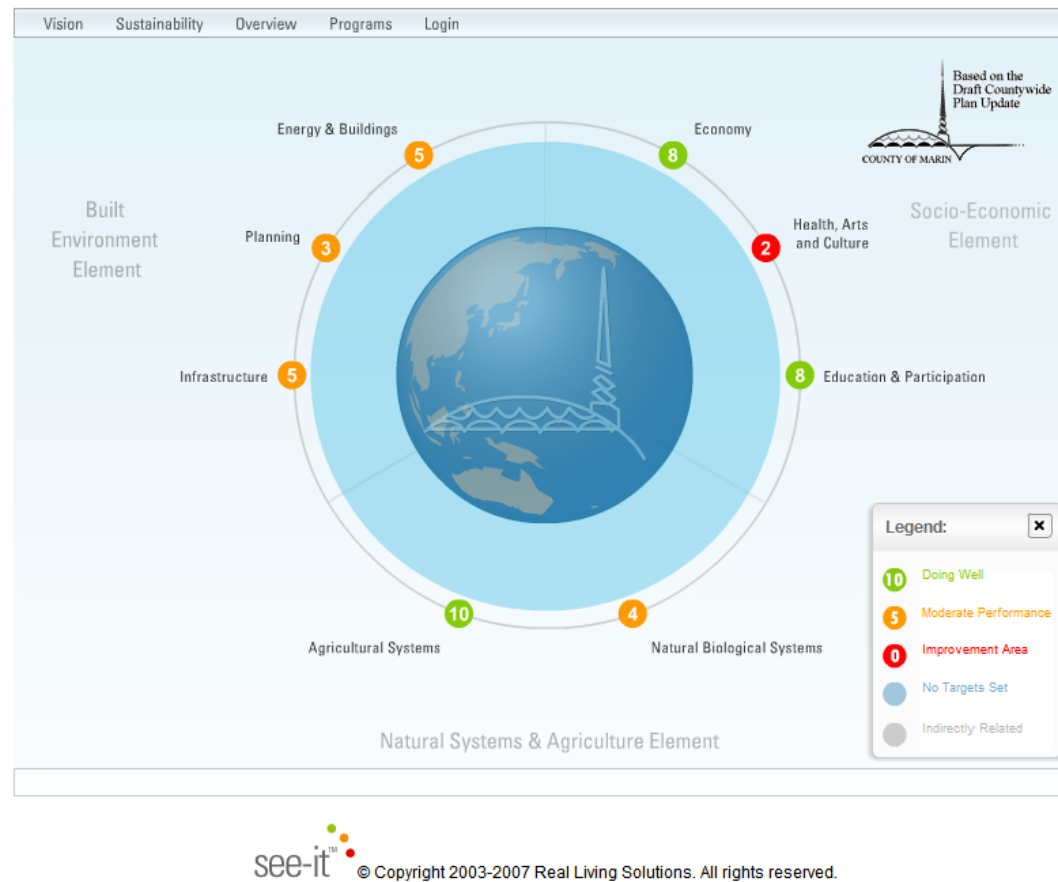 Vision Sustainability Overview Programs Login
Based on the
Draft Countywide
Plan Update
COUNTY OF MARIN
Energy & Buildings
5
8
Economy
Built
Environment
Element
Planning
3
2
Health, Arts
and Culture
Socio-Economic
Element
Infrastructure
5
8
Education & Participation
10
4
Agricultural Systems
Natural Biological Systems
Natural Systems & Agriculture Element
Legend:
10 Doing Well
5 Moderate Performance
0 Improvement Area
No Targets Set
Indirectly Related
see-it™ © Copyright 2003-2007 Real Living Solutions. All rights reserved.